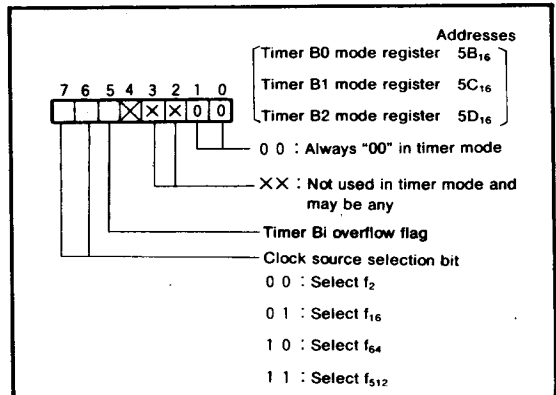 Addresses
Timer B0 mode register 5B₁₆
Timer B1 mode register 5C₁₆
Timer B2 mode register 5D₁₆
7 6 5 4 3 2 1 0
X X X 0 0
0 0 : Always "00" in timer mode
XX : Not used in timer mode and
may be any
Timer Bi overflow flag
Clock source selection bit
0 0 : Select f₂
0 1 : Select f₁₆
1 0 : Select f₆₄
1 1 : Select f₅₁₂